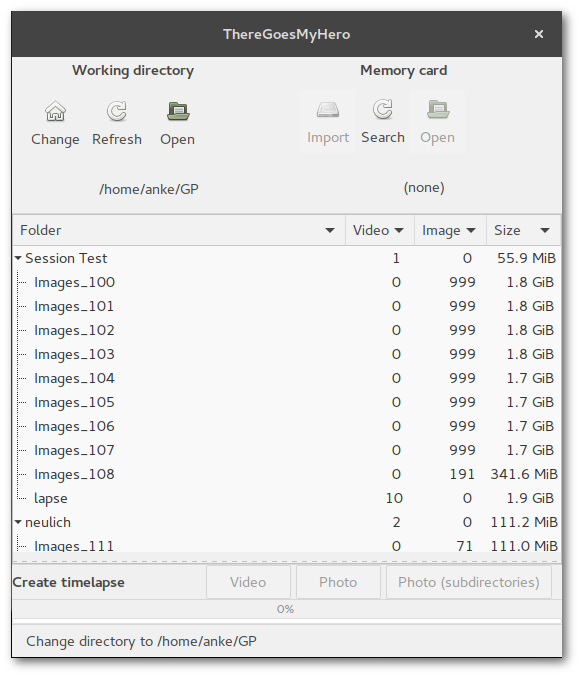 ThereGoesMyHero ×
Working directory Memory card
Change Refresh Open Import Search Open
/home/anke/GP (none)
Folder Video Image Size
Session Test 1 0 55.9 MiB
Images_100 0 999 1.8 GiB
Images_101 0 999 1.8 GiB
Images_102 0 999 1.8 GiB
Images_103 0 999 1.8 GiB
Images_104 0 999 1.7 GiB
Images_105 0 999 1.7 GiB
Images_106 0 999 1.7 GiB
Images_107 0 999 1.7 GiB
Images_108 0 191 341.6 MiB
lapse 10 0 1.9 GiB
neulich 2 0 111.2 MiB
Images_111 0 71 111.0 MiB
Create timelapse Video Photo Photo (subdirectories)
0%
Change directory to /home/anke/GP